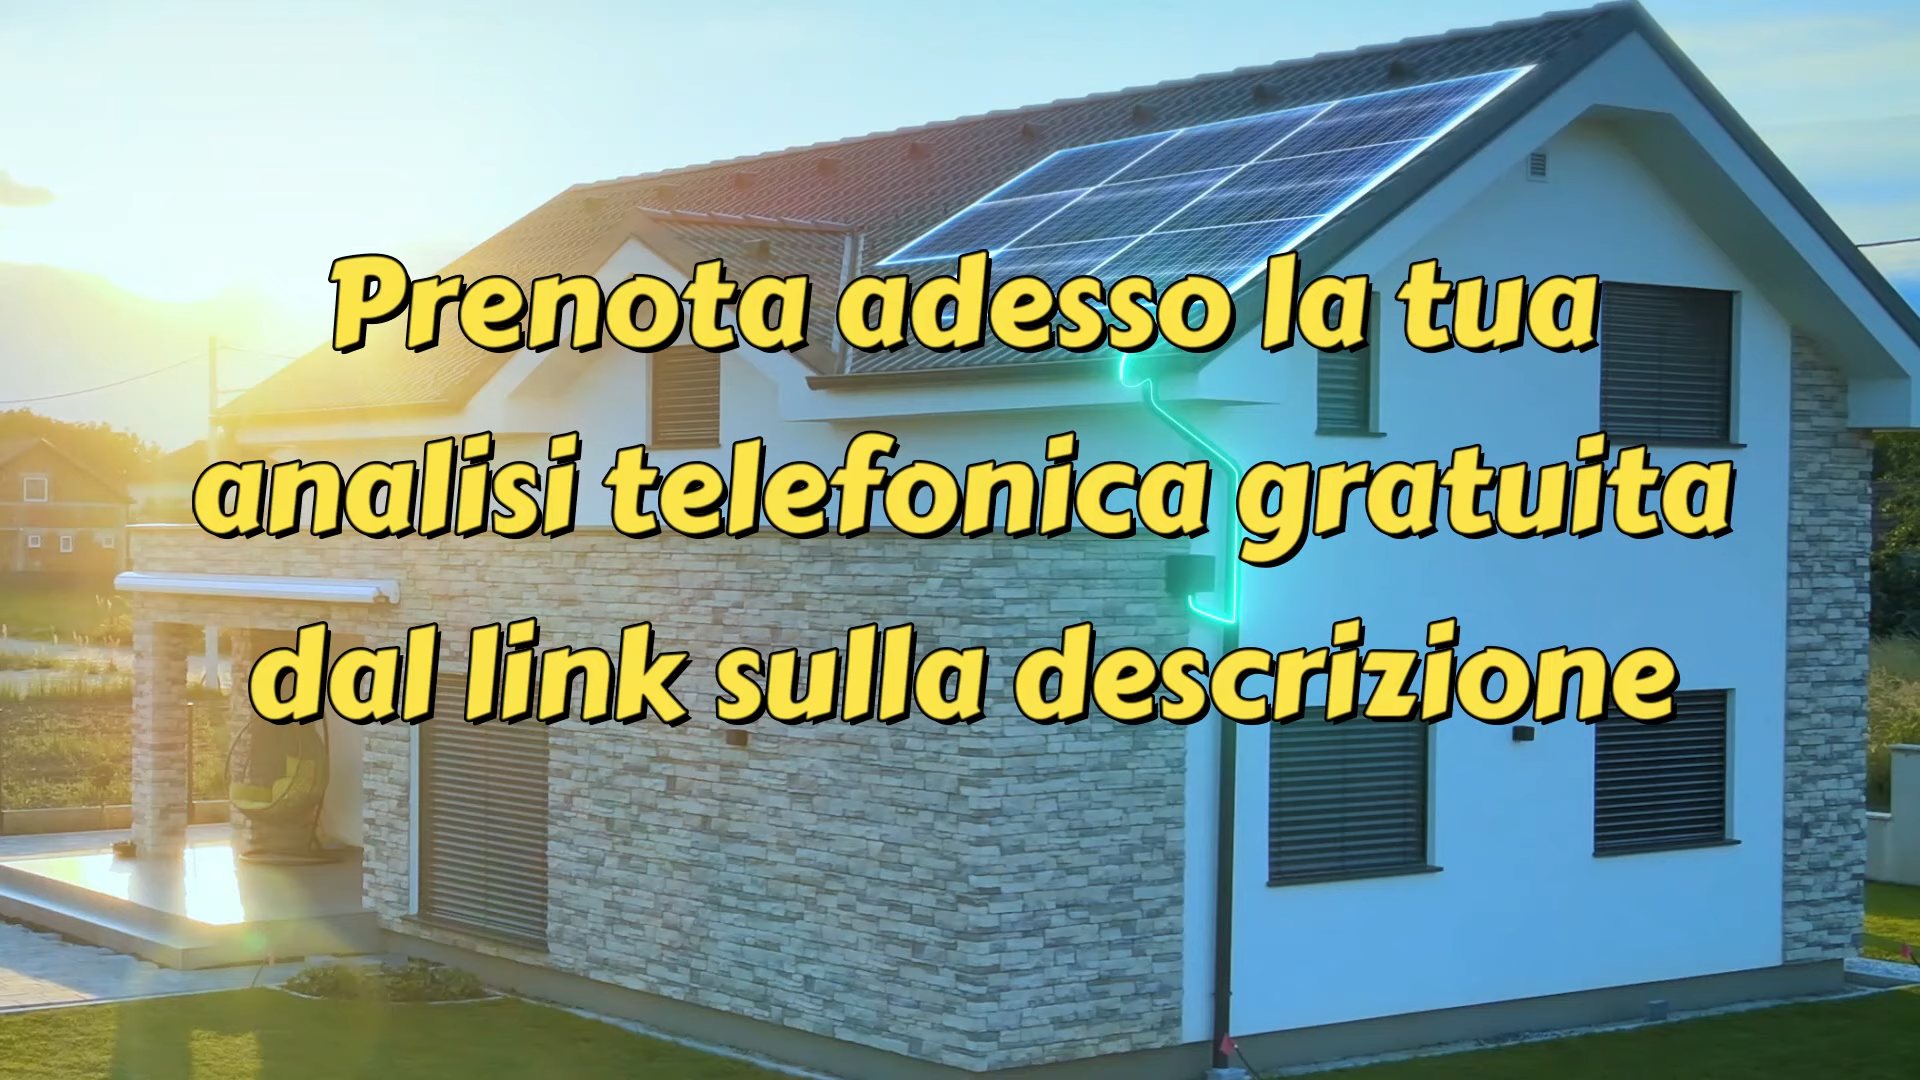 Prenota adesso la tua
analisi telefonica gratuita
dal link sulla descrizione